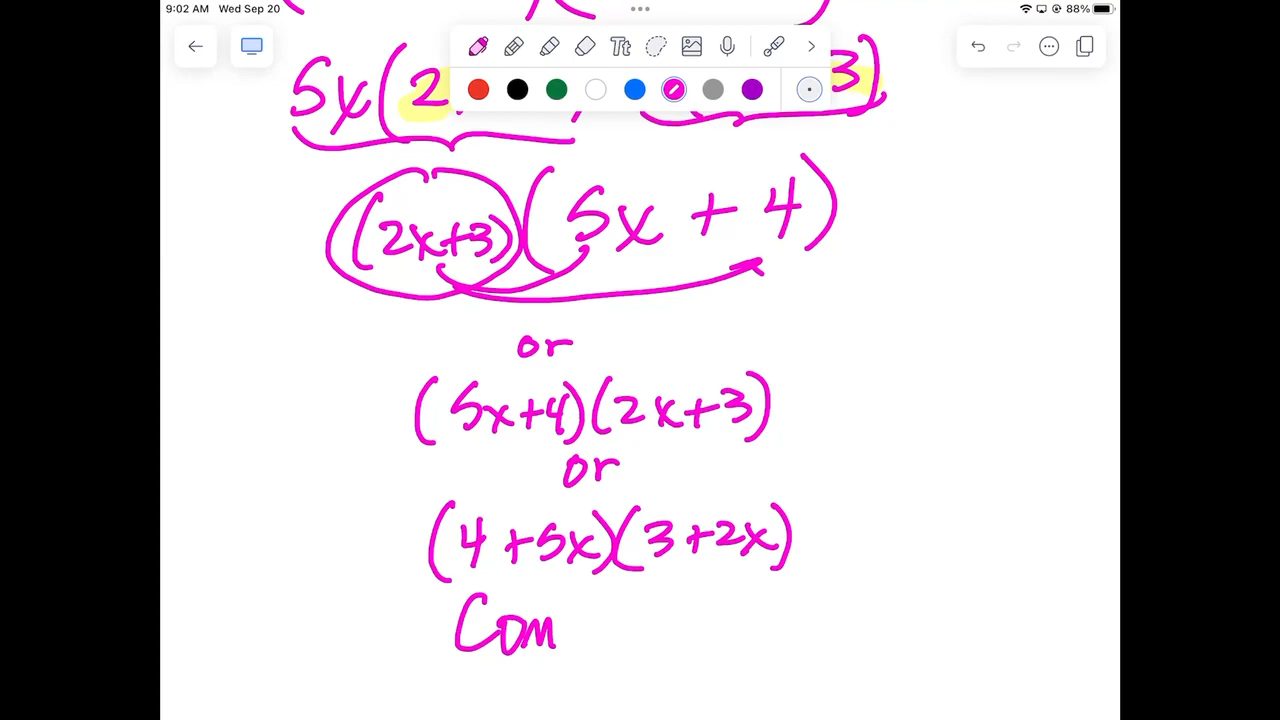 9:02 AM Wed Sep 20
88%
Tt
5x(2 3)
(2x+3)(5x + 4)
or
(5x+4)(2x+3)
or
(4+5x)(3+2x)
Com